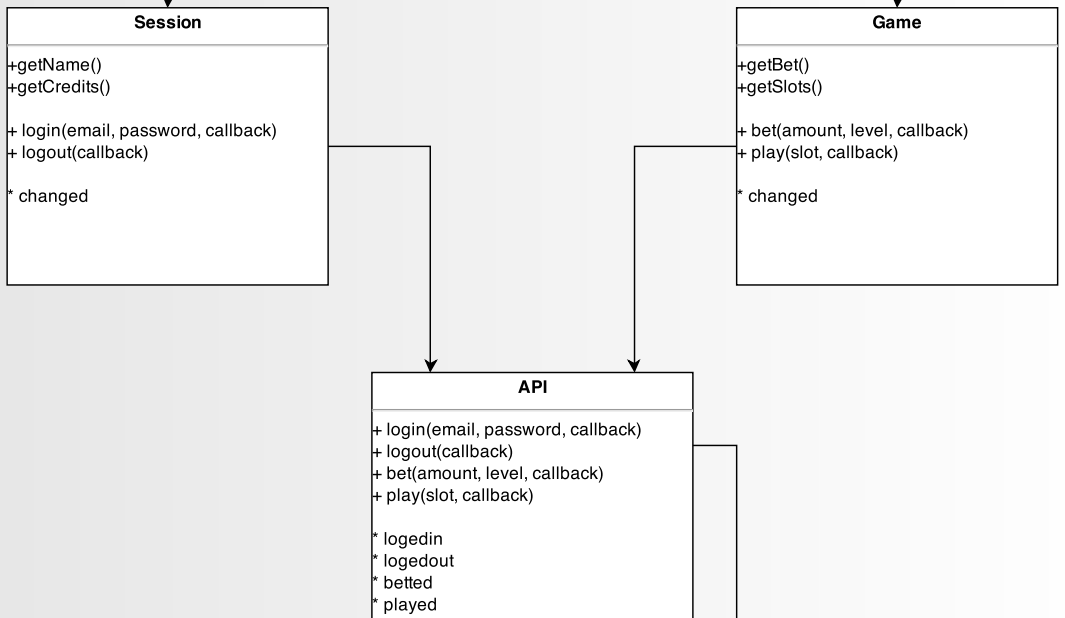 Session
+getName()
+getCredits()
+ login(email, password, callback)
+ logout(callback)
* changed
Game
+getBet()
+getSlots()
+ bet(amount, level, callback)
+ play(slot, callback)
* changed
API
+ login(email, password, callback)
+ logout(callback)
+ bet(amount, level, callback)
+ play(slot, callback)
* logedin
* logedout
* betted
* played